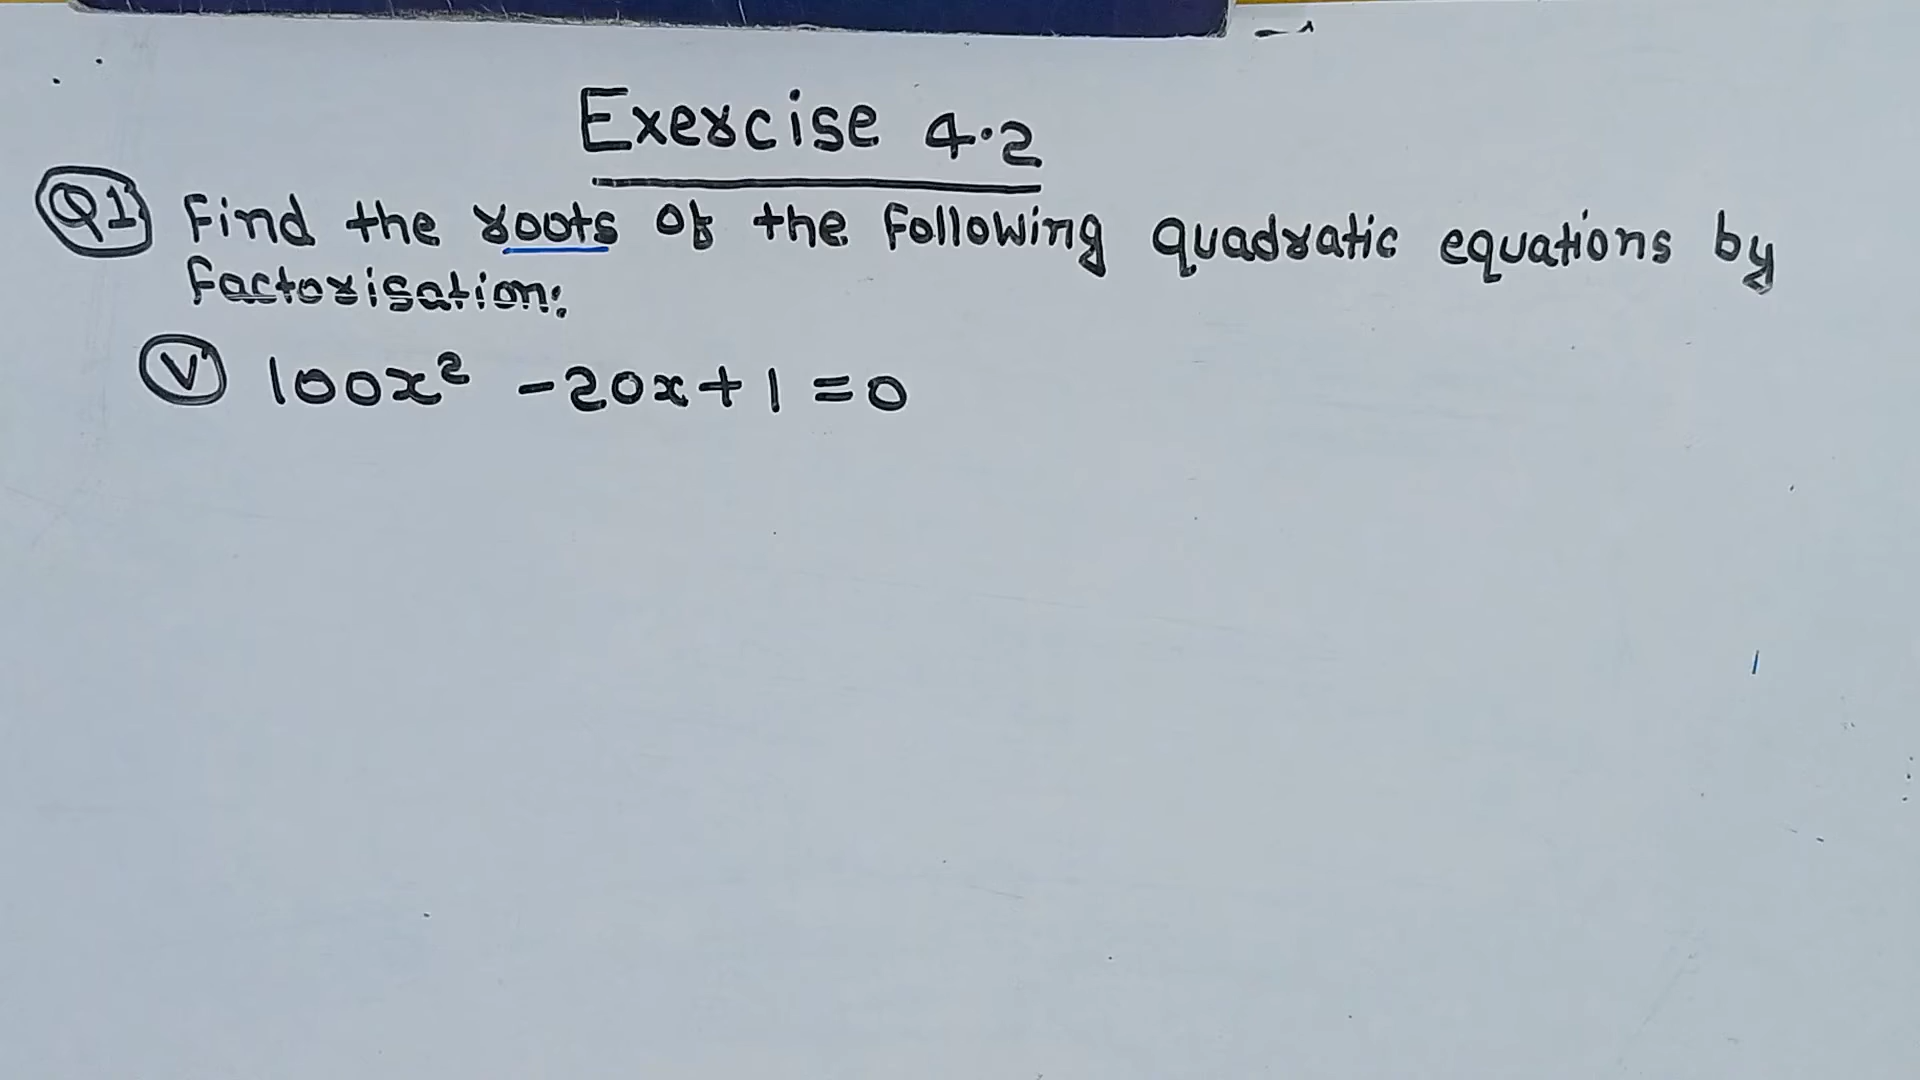 Exercise 4.2
Q1 Find the roots of the following quadratic equations by
factorisation:
V 100x² -20x+1=0